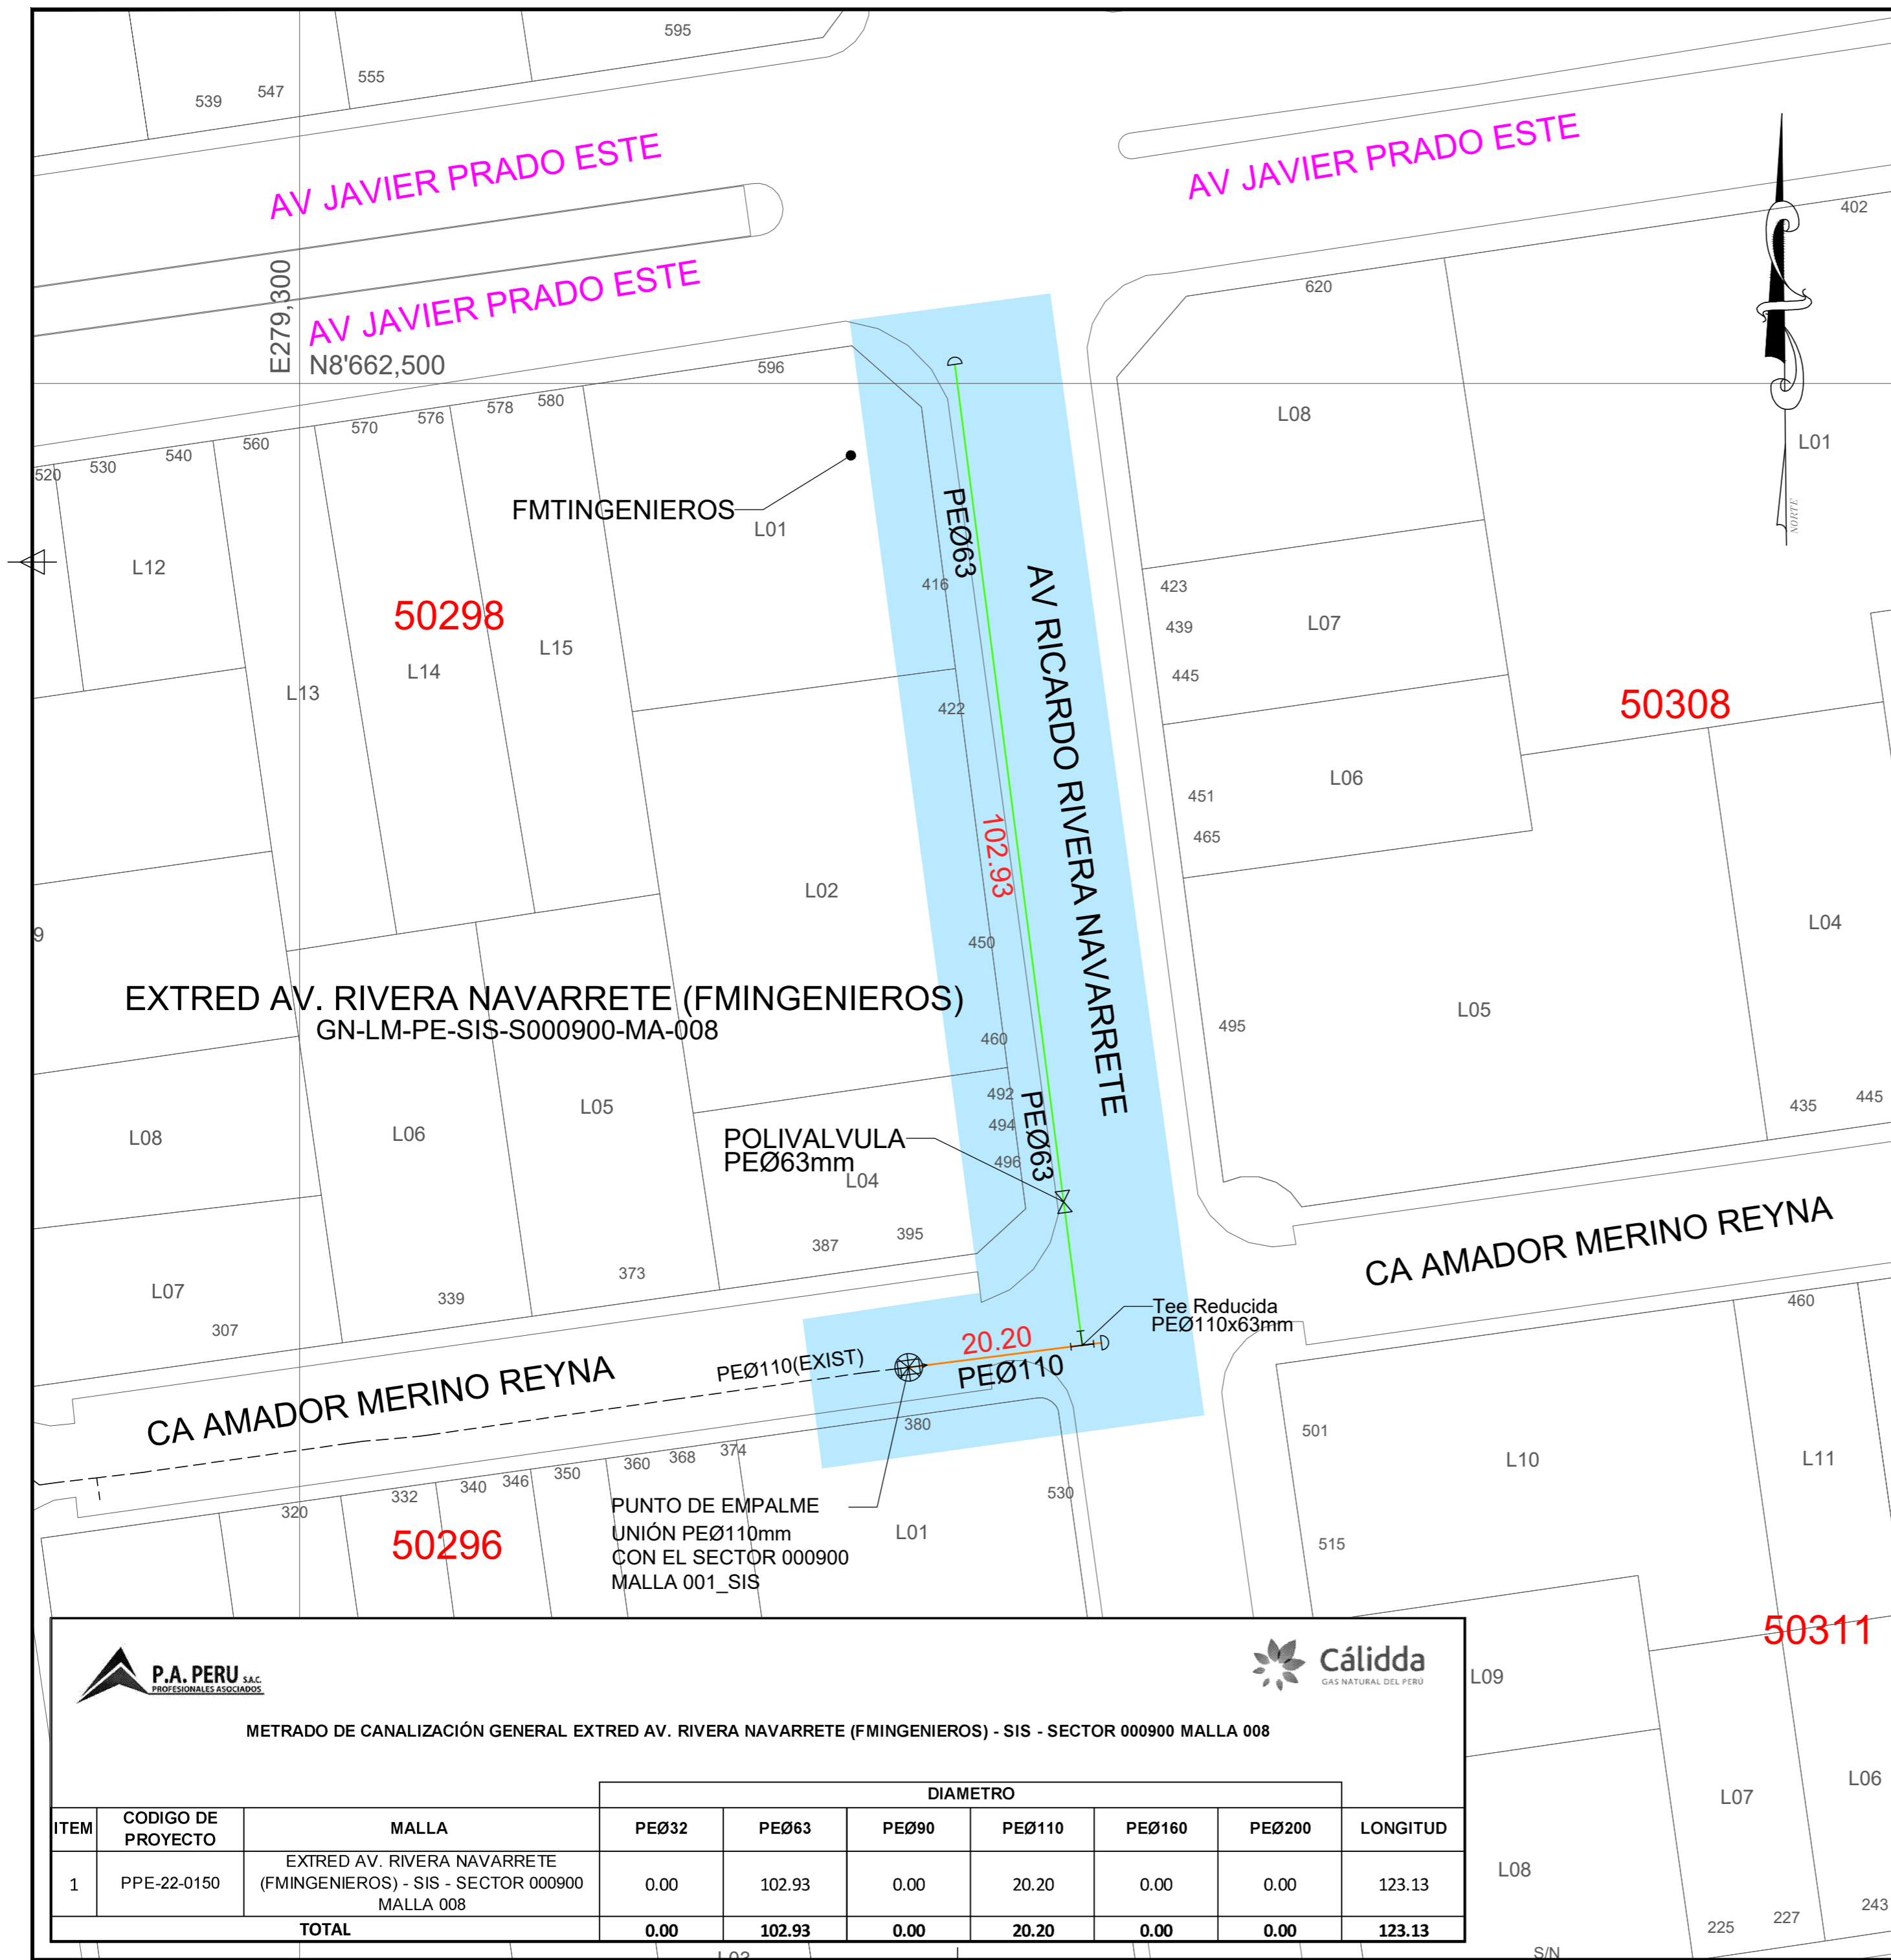 595
555
547
539
AV JAVIER PRADO ESTE
AV JAVIER PRADO ESTE
402
E279,300
AV JAVIER PRADO ESTE
N8'662,500
620
596
580
578
576
570
560
540
530
520
L08
L01
NORTE
FMTINGENIEROS
L01
PEØ63
L12
50298
L13
L14
L15
416
422
AV RICARDO RIVERA NAVARRETE
423
439
445
L07
50308
L06
451
465
102.93
L02
450
9
L04
L05
495
EXTRED AV. RIVERA NAVARRETE (FMINGENIEROS)
GN-LM-PE-SIS-S000900-MA-008
460
492
494
496
PEØ63
435
445
L08
L06
L05
POLIVALVULA
PEØ63mm
L04
387
395
373
339
L07
307
CA AMADOR MERINO REYNA
460
Tee Reducida
PEØ110x63mm
20.20
PEØ110
PEØ110(EXIST)
CA AMADOR MERINO REYNA
380
374
368
360
350
346
340
332
320
50296
PUNTO DE EMPALME
UNIÓN PEØ110mm
CON EL SECTOR 000900
MALLA 001_SIS
L01
530
501
515
L10
L11
50311
L09
L07
L06
L08
225
227
243
S/N
P.A. PERU S.A.C.
PROFESIONALES ASOCIADOS
Cálidda
GAS NATURAL DEL PERÚ
METRADO DE CANALIZACIÓN GENERAL EXTRED AV. RIVERA NAVARRETE (FMINGENIEROS) - SIS - SECTOR 000900 MALLA 008
DIAMETRO
ITEM CODIGO DE PROYECTO MALLA PEØ32 PEØ63 PEØ90 PEØ110 PEØ160 PEØ200 LONGITUD
1 PPE-22-0150 EXTRED AV. RIVERA NAVARRETE (FMINGENIEROS) - SIS - SECTOR 000900 MALLA 008 0.00 102.93 0.00 20.20 0.00 0.00 123.13
TOTAL 0.00 102.93 0.00 20.20 0.00 0.00 123.13